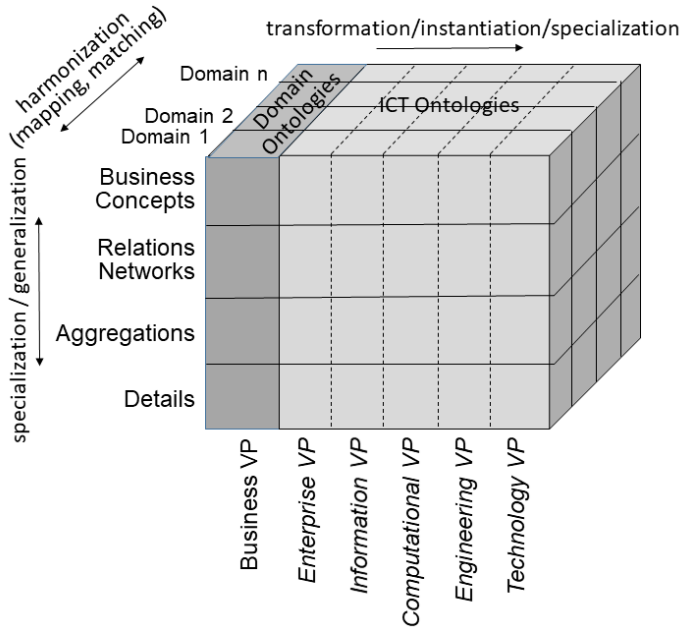 transformation/instantiation/specialization
harmonization
(mapping, matching)
Domain n
Domain 2
Domain 1
Domain
Ontologies
ICT Ontologies
specialization / generalization
Business
Concepts
Relations
Networks
Aggregations
Details
Business VP
Enterprise VP
Information VP
Computational VP
Engineering VP
Technology VP